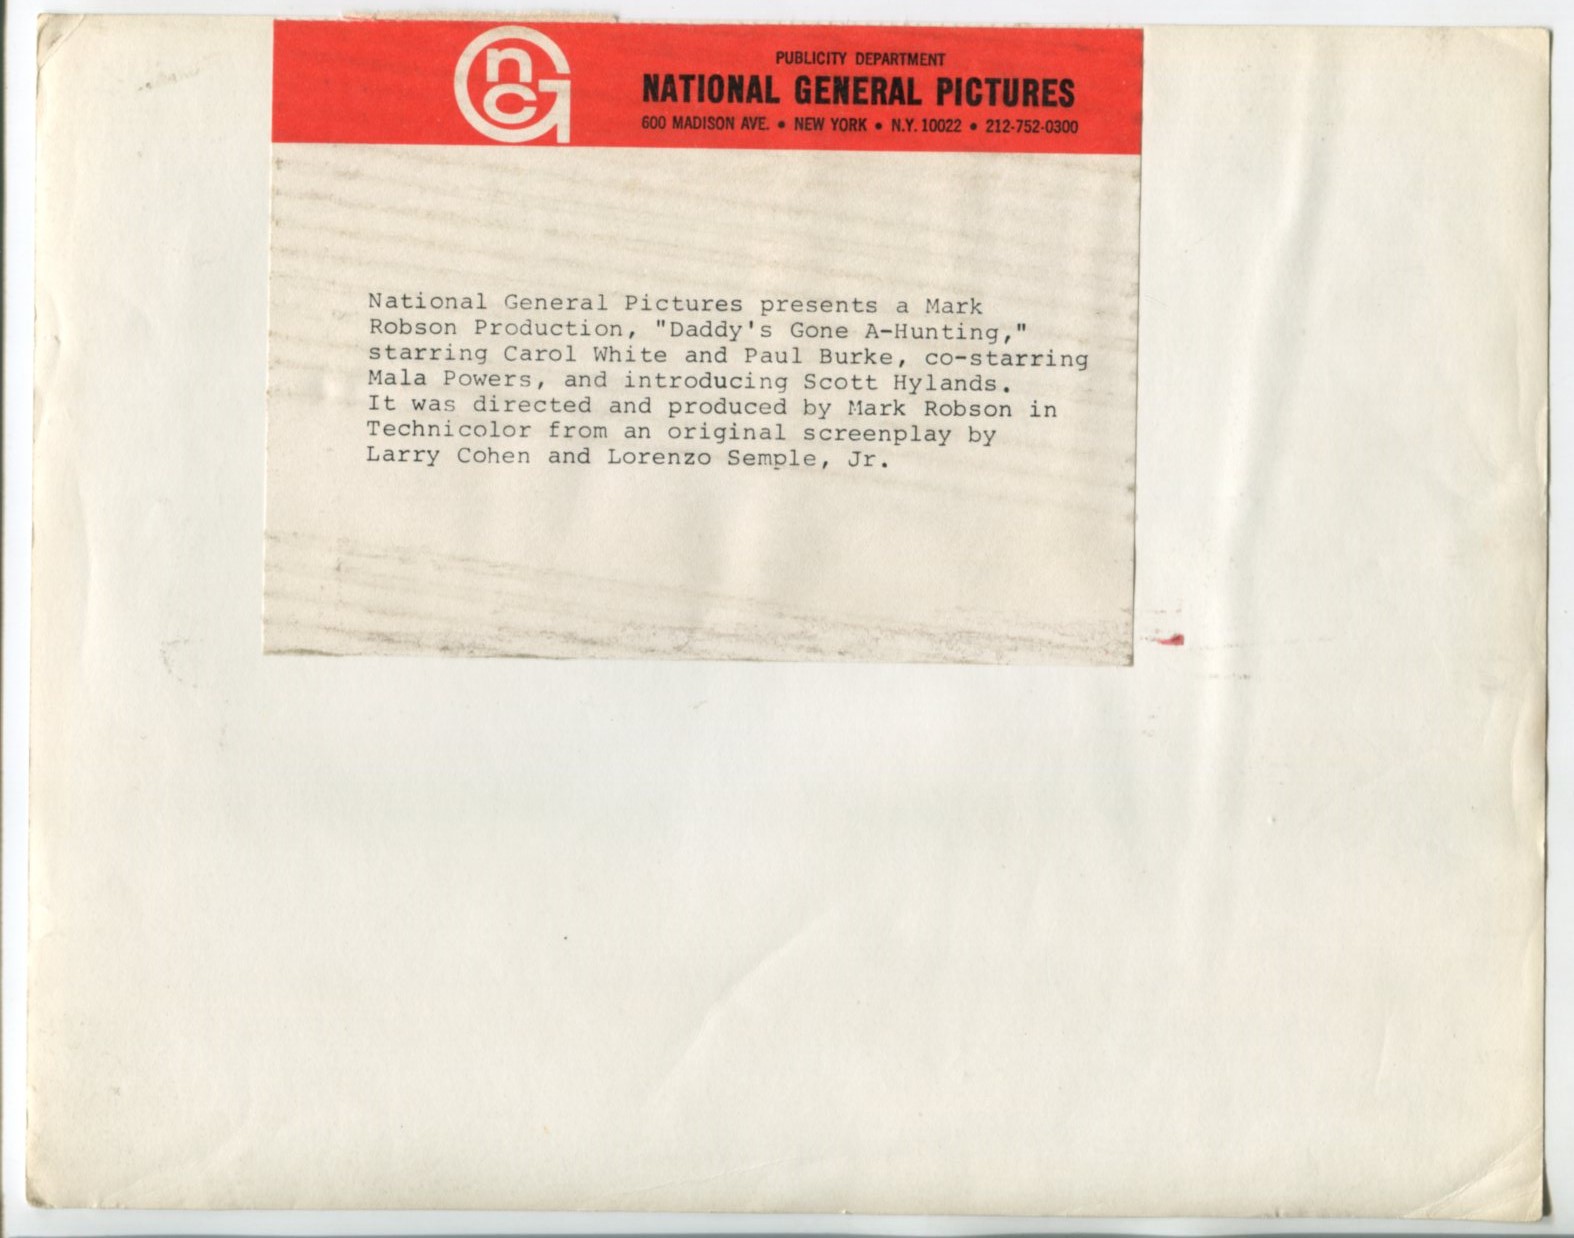 nc G
PUBLICITY DEPARTMENT
NATIONAL GENERAL PICTURES
600 MADISON AVE. • NEW YORK • N.Y. 10022 • 212-752-0300
National General Pictures presents a Mark
Robson Production, "Daddy's Gone A-Hunting,"
starring Carol White and Paul Burke, co-starring
Mala Powers, and introducing Scott Hylands.
It was directed and produced by Mark Robson in
Technicolor from an original screenplay by
Larry Cohen and Lorenzo Semple, Jr.